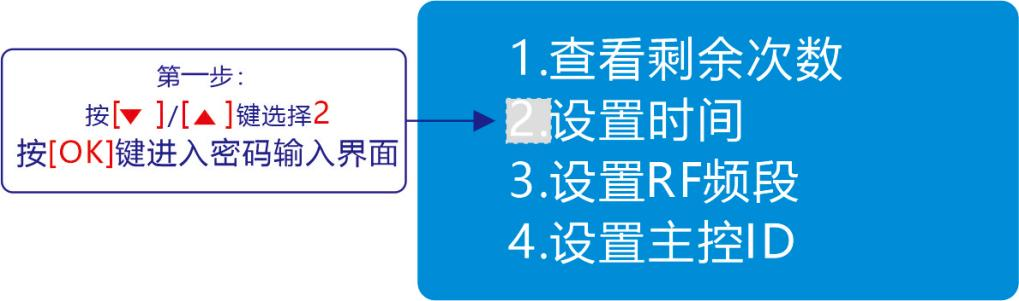 第一步：
按[▼ ]/[▲ ]键选择2
按[OK]键进入密码输入界面
1.查看剩余次数
2.设置时间
3.设置RF频段
4.设置主控ID